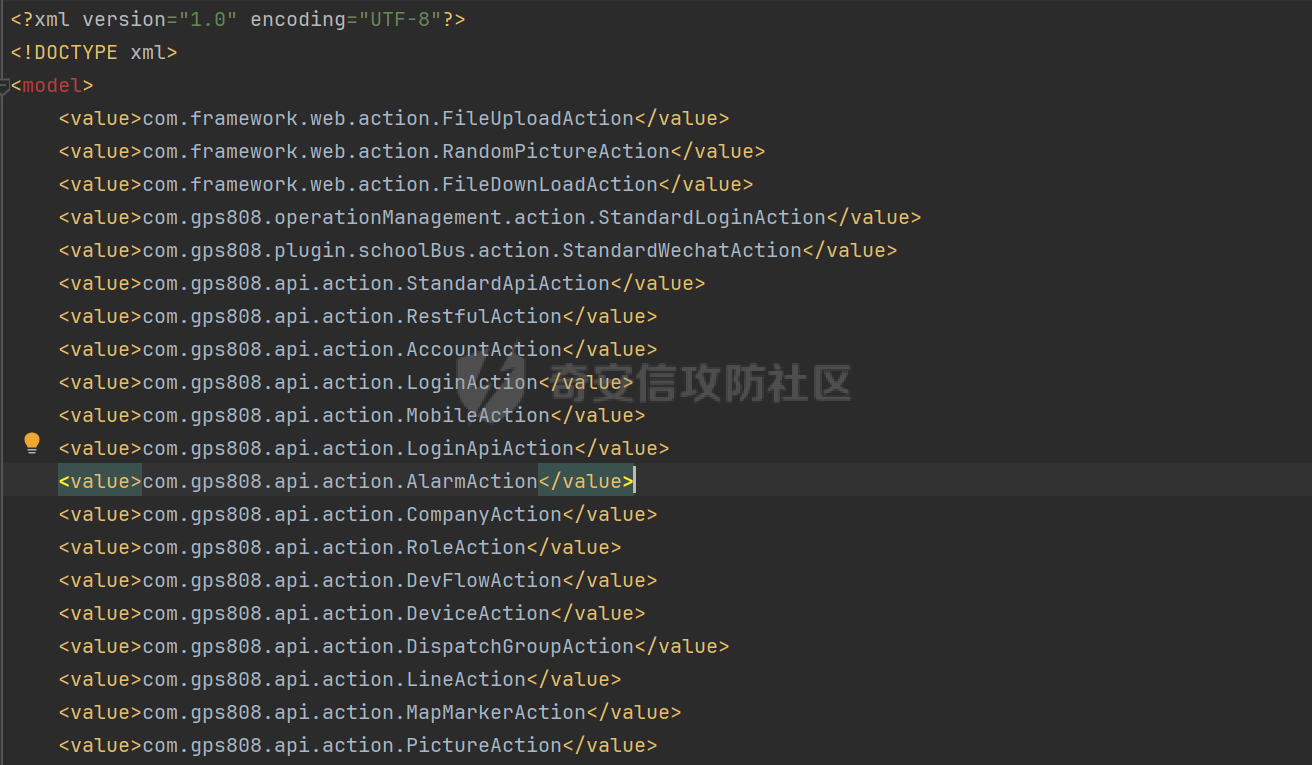 <?xml version="1.0" encoding="UTF-8"?>
<!DOCTYPE xml>
<model>
<value>com.framework.web.action.FileUploadAction</value>
<value>com.framework.web.action.RandomPictureAction</value>
<value>com.framework.web.action.FileDownLoadAction</value>
<value>com.gps808.operationManagement.action.StandardLoginAction</value>
<value>com.gps808.plugin.schoolBus.action.StandardWechatAction</value>
<value>com.gps808.api.action.StandardApiAction</value>
<value>com.gps808.api.action.RestfulAction</value>
<value>com.gps808.api.action.AccountAction</value>
<value>com.gps808.api.action.LoginAction</value>
奇安信攻防社区
<value>com.gps808.api.action.MobileAction</value>
<value>com.gps808.api.action.LoginApiAction</value>
<value>com.gps808.api.action.AlarmAction</value>
<value>com.gps808.api.action.CompanyAction</value>
<value>com.gps808.api.action.RoleAction</value>
<value>com.gps808.api.action.DevFlowAction</value>
<value>com.gps808.api.action.DeviceAction</value>
<value>com.gps808.api.action.DispatchGroupAction</value>
<value>com.gps808.api.action.LineAction</value>
<value>com.gps808.api.action.MapMarkerAction</value>
<value>com.gps808.api.action.PictureAction</value>